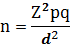 n = Z²pq / d²